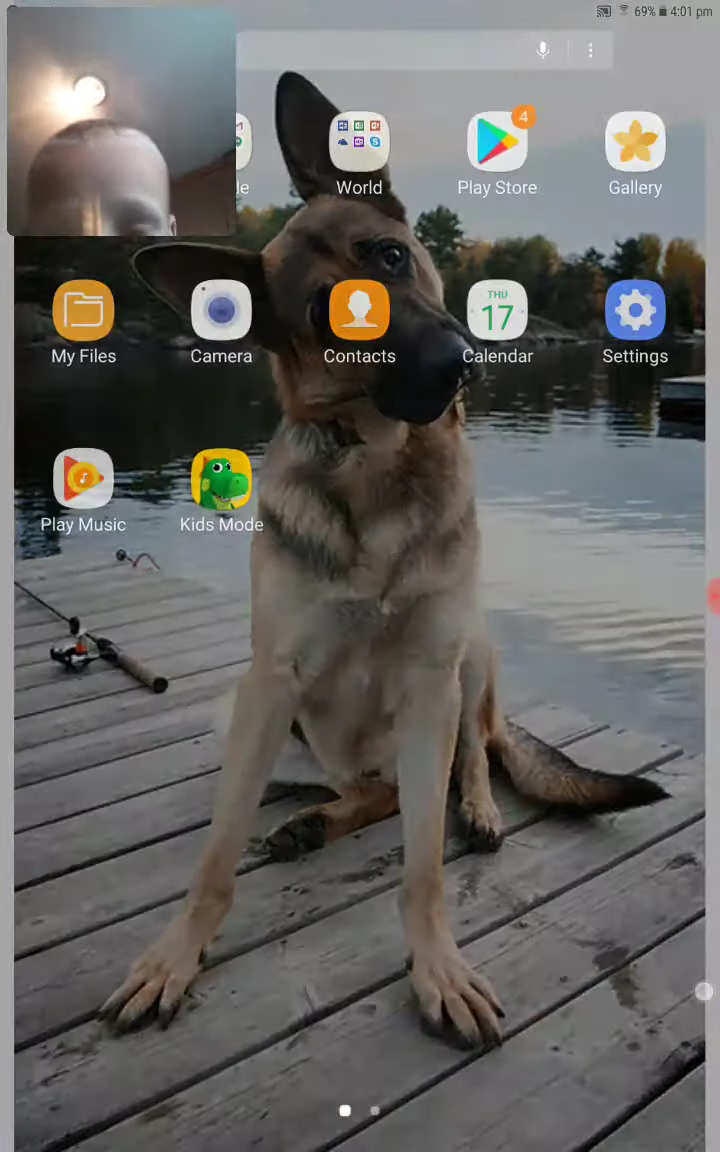 69% 4:01 pm
le World Play Store 4 Gallery
THU
17
My Files Camera Contacts Calendar Settings
Play Music Kids Mode